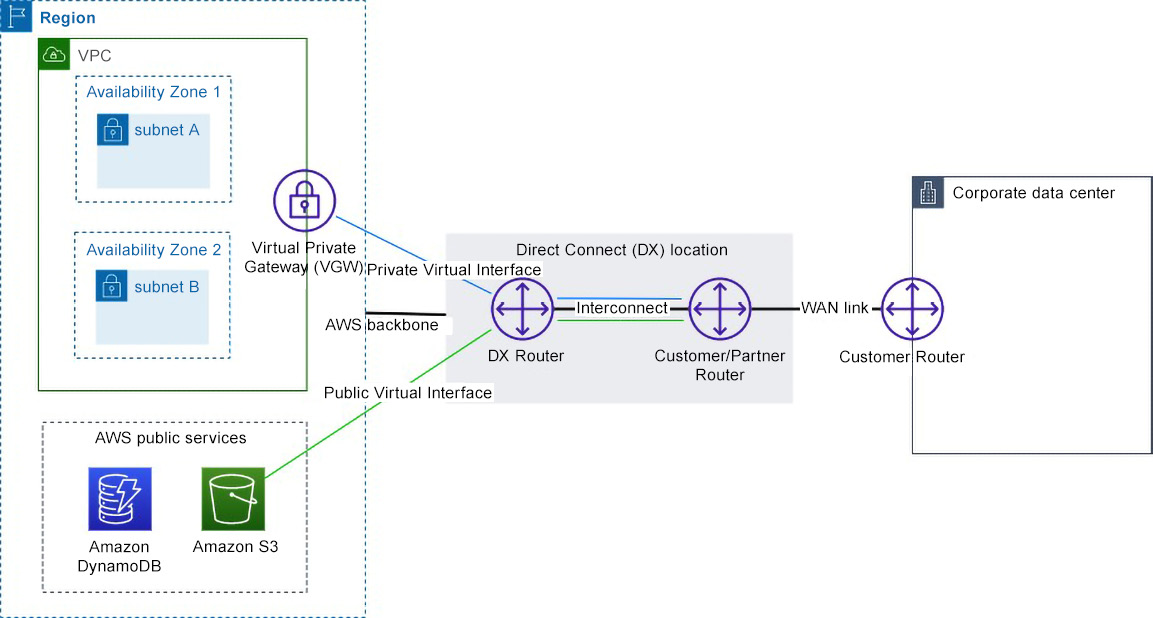 Region
VPC
Availability Zone 1
subnet A
Availability Zone 2
subnet B
Virtual Private
Gateway (VGW)
Private Virtual Interface
AWS backbone
Public Virtual Interface
AWS public services
Amazon
DynamoDB
Amazon S3
Direct Connect (DX) location
DX Router
Interconnect
Customer/Partner
Router
WAN link
Customer Router
Corporate data center